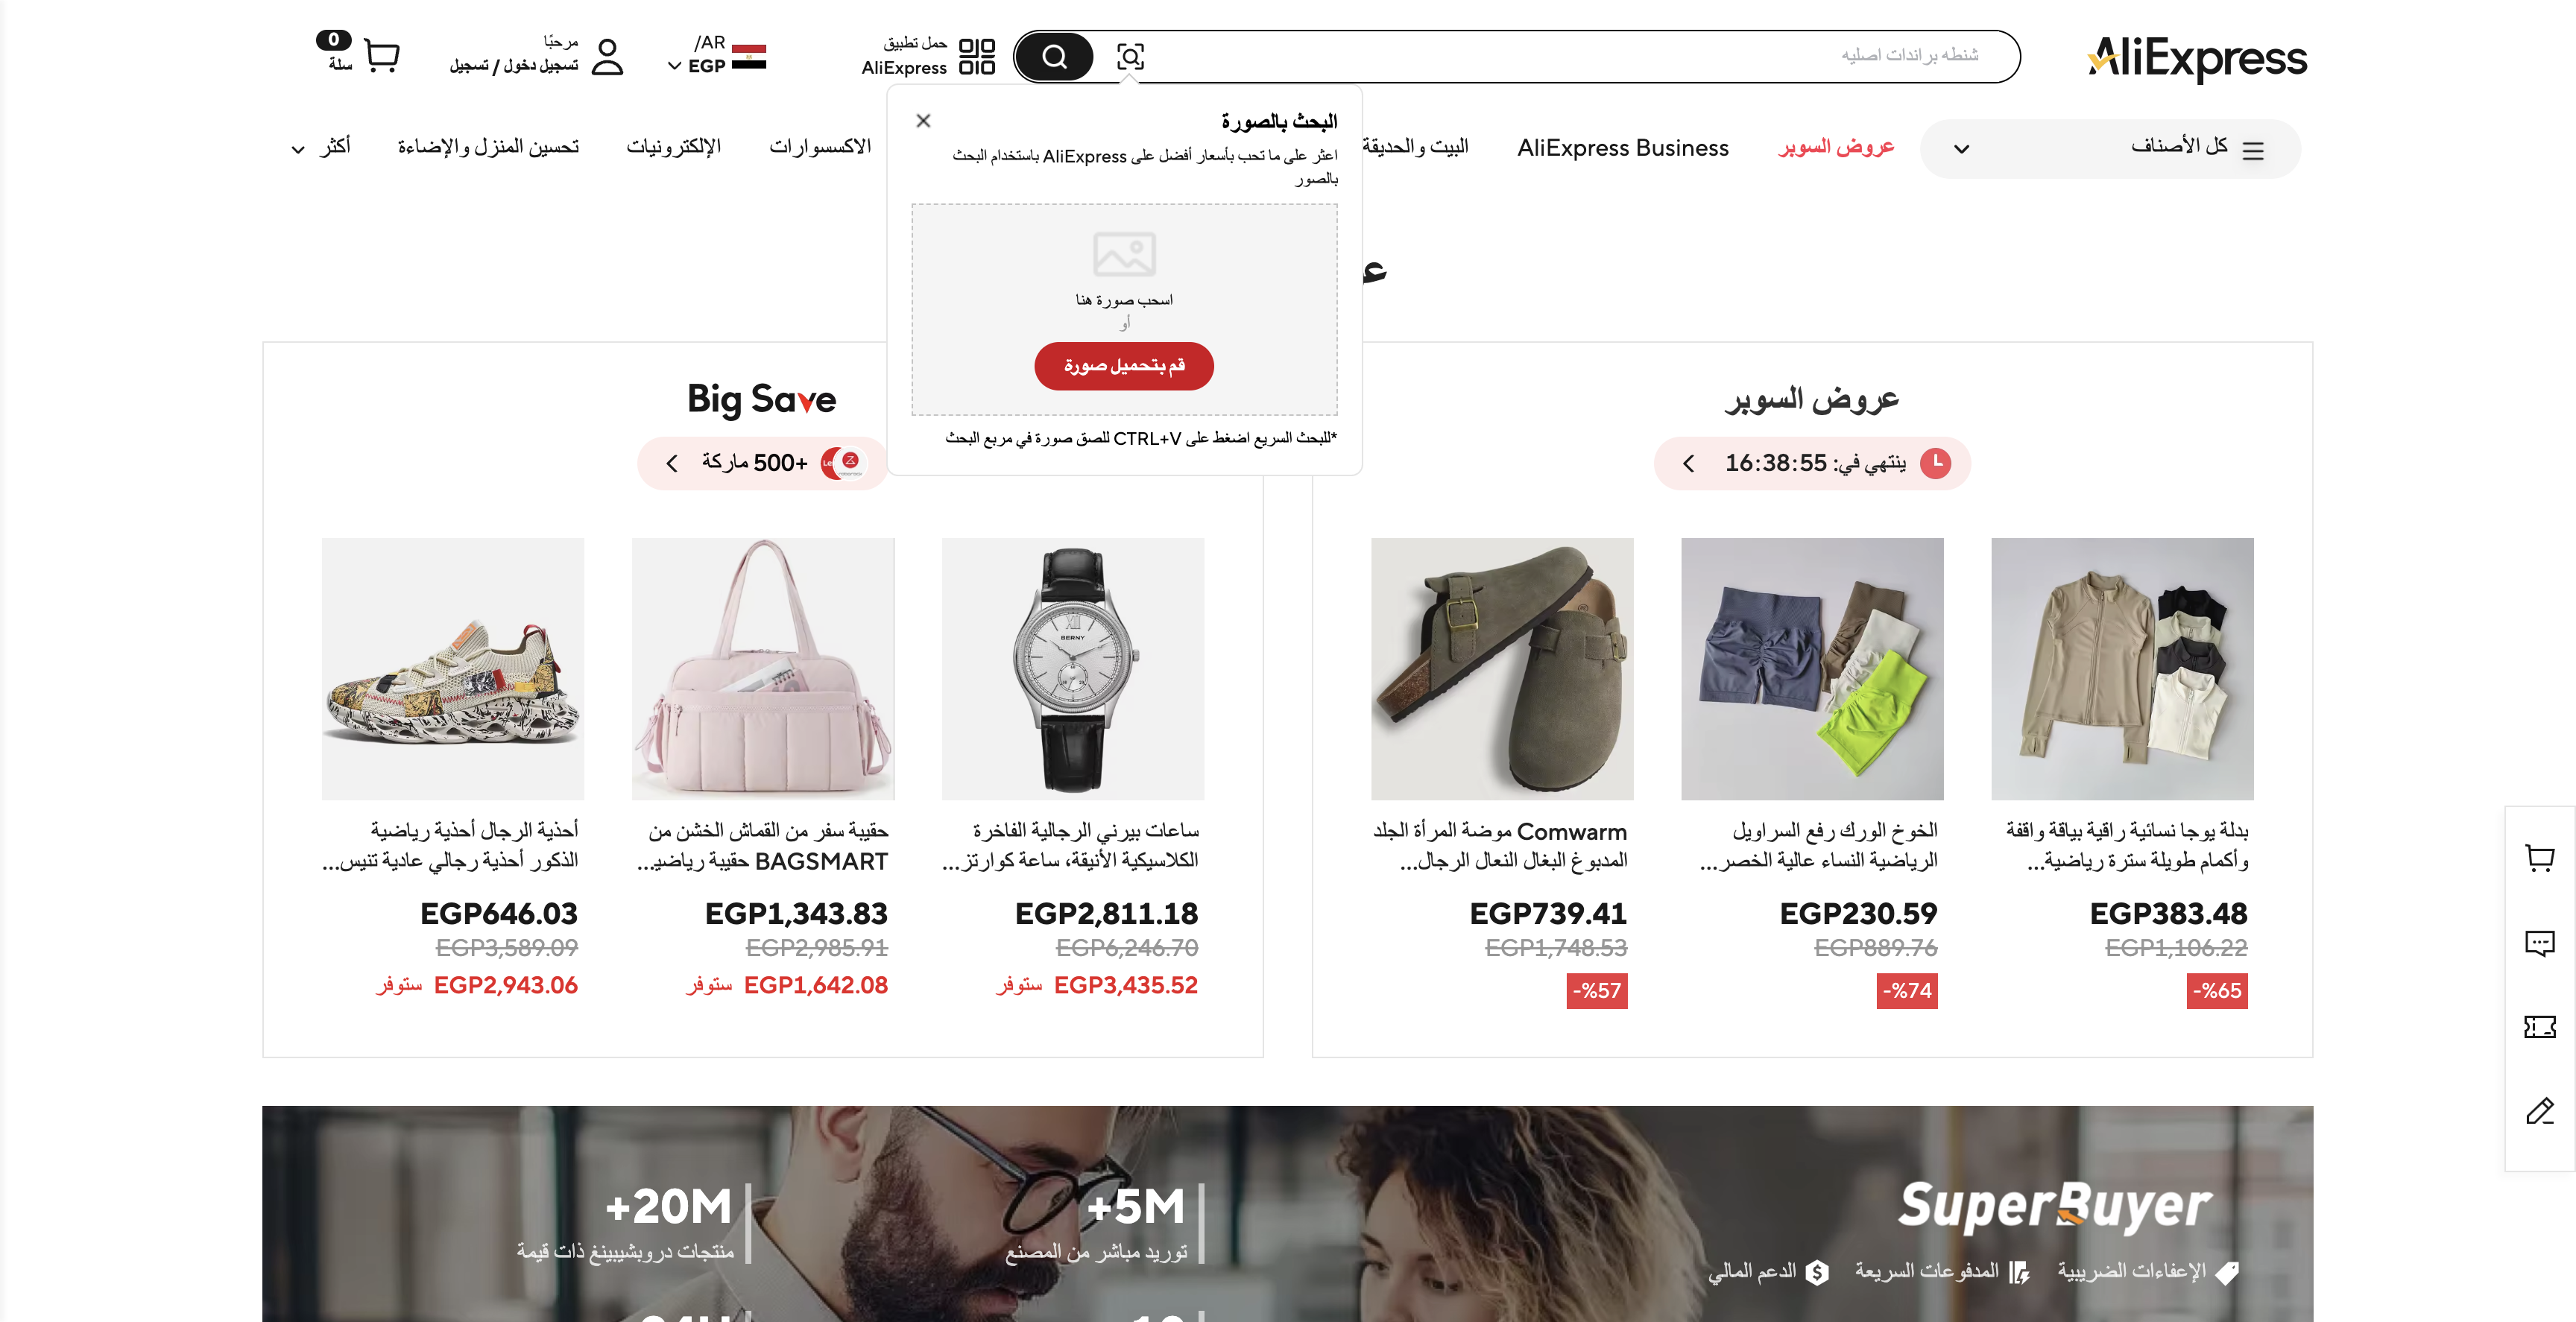 AliExpress
شنطه براندات اصليه
حمل تطبيق
AliExpress
/AR
EGP
مرحبًا
تسجيل دخول / تسجيل
0
سلة
كل الأصناف
عروض السوبر
AliExpress Business
البيت والحديقة
الاكسسوارات
الإلكترونيات
تحسين المنزل والإضاءة
أكثر
البحث بالصورة
اعثر على ما تحب بأسعار أفضل على AliExpress باستخدام البحث
بالصور
اسحب صورة هنا
أو
قم بتحميل صورة
*للبحث السريع اضغط على CTRL+V للصق صورة في مربع البحث
عروض السوبر
ينتهي في: 16:38:55
بدلة يوجا نسائية راقية بياقة واقفة
وأكمام طويلة سترة رياضية...
EGP383.48
EGP1,106.22
-%65
الخوخ الورك رفع السراويل
الرياضية النساء عالية الخصر...
EGP230.59
EGP889.76
-%74
Comwarm موضة المرأة الجلد
المدبوغ البغال النعال الرجال...
EGP739.41
EGP1,748.53
-%57
Big Save
+500 ماركة
BERNY
ساعات بيرني الرجالية الفاخرة
الكلاسيكية الأنيقة، ساعة كوارتز...
EGP2,811.18
EGP6,246.70
ستوفر EGP3,435.52
حقيبة سفر من القماش الخشن من
BAGSMART حقيبة رياضيـ...
EGP1,343.83
EGP2,985.91
ستوفر EGP1,642.08
أحذية الرجال أحذية رياضية
الذكور أحذية رجالي عادية تنيس...
EGP646.03
EGP3,589.09
ستوفر EGP2,943.06
SuperBuyer
الإعفاءات الضريبية
المدفوعات السريعة
الدعم المالي
+5M
توريد مباشر من المصنع
+20M
منتجات دروبشيبينغ ذات قيمة